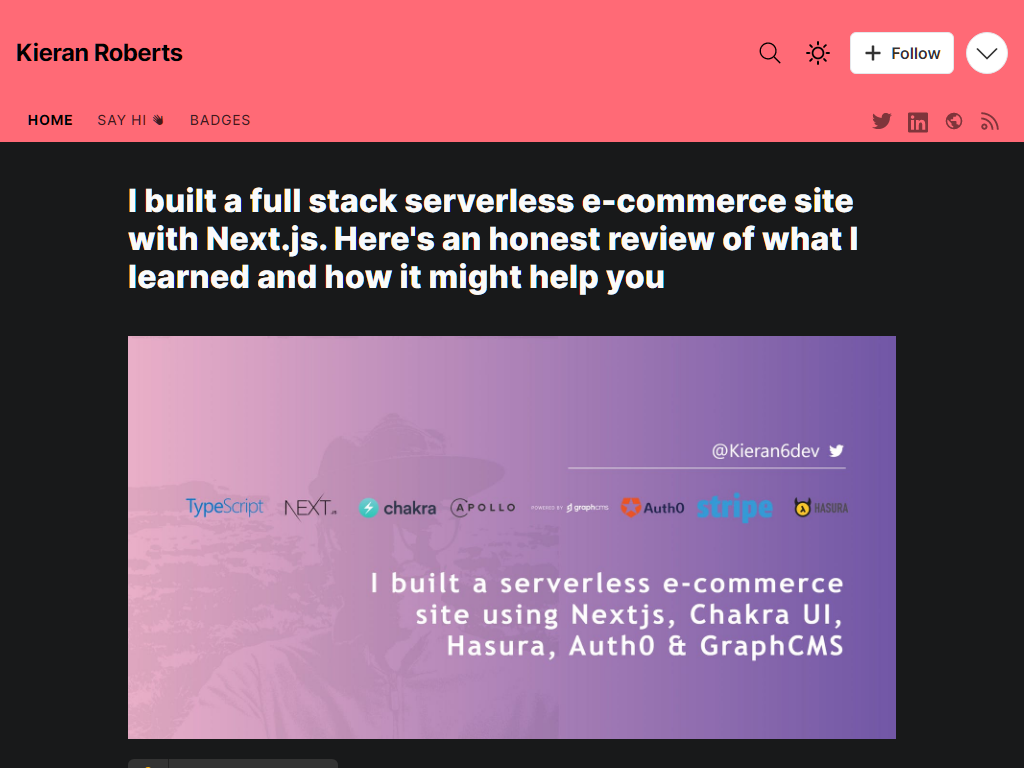 Kieran Roberts
Follow
HOME
SAY HI
BADGES
I built a full stack serverless e-commerce site
with Next.js. Here's an honest review of what I
learned and how it might help you
@Kieran6dev
TypeScript NEXT.JS chakra APOLLO POWERED BY graphcms Auth0 stripe HASURA
I built a serverless e-commerce
site using Nextjs, Chakra UI,
Hasura, Auth0 & GraphCMS